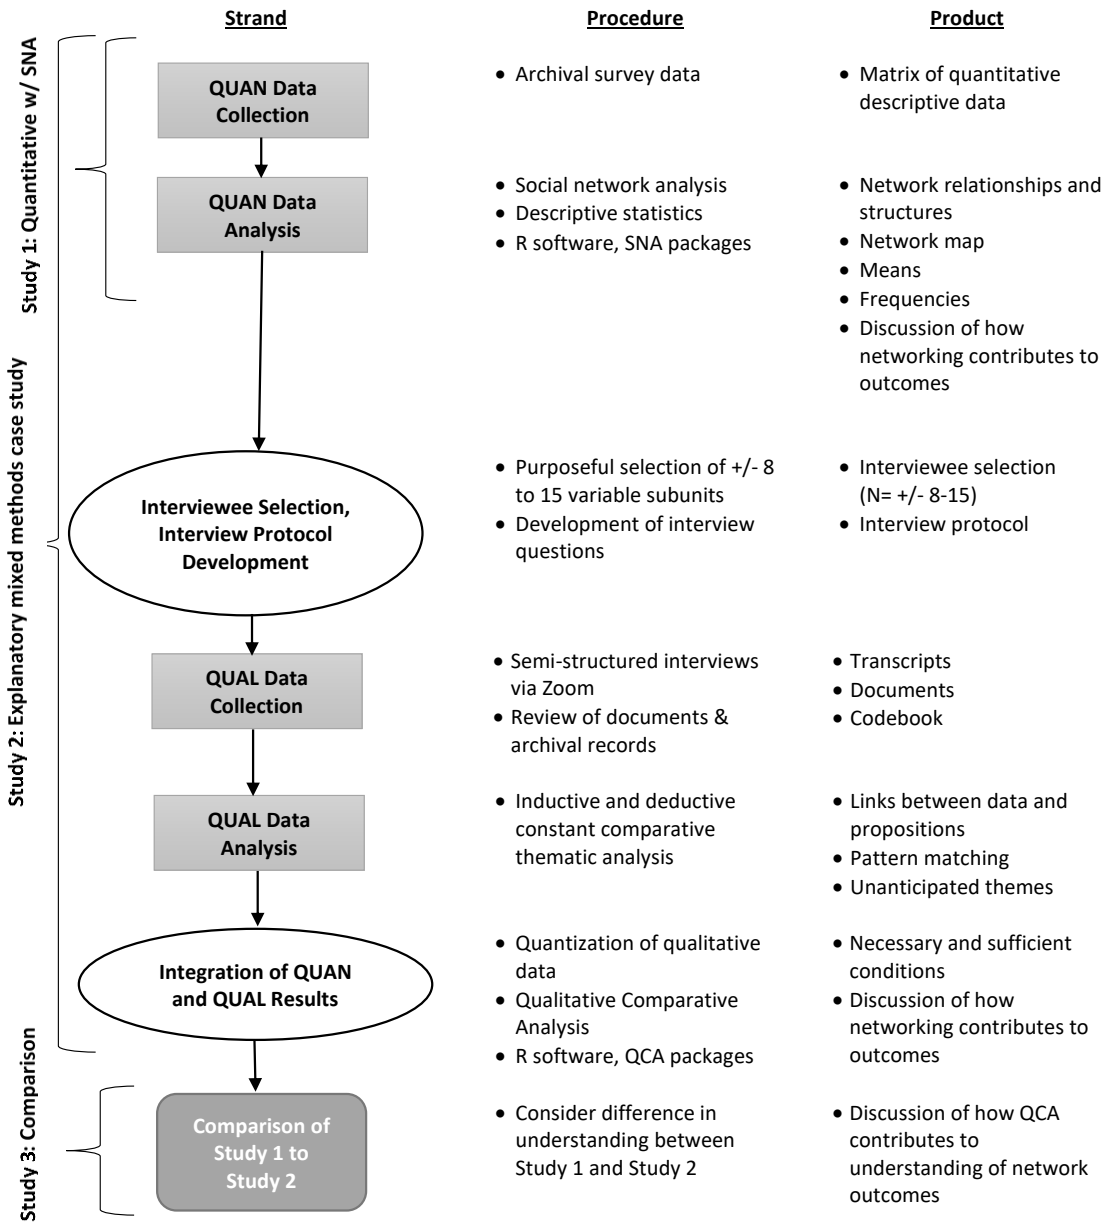 Strand Procedure Product
Study 1: Quantitative w/ SNA
QUAN Data
Collection
• Archival survey data
• Matrix of quantitative
descriptive data
QUAN Data
Analysis
• Social network analysis
• Descriptive statistics
• R software, SNA packages
• Network relationships and
structures
• Network map
• Means
• Frequencies
• Discussion of how
networking contributes to
outcomes
Study 2: Explanatory mixed methods case study
Interviewee Selection,
Interview Protocol
Development
• Purposeful selection of +/- 8
to 15 variable subunits
• Development of interview
questions
• Interviewee selection
(N= +/- 8-15)
• Interview protocol
QUAL Data
Collection
• Semi-structured interviews
via Zoom
• Review of documents &
archival records
• Transcripts
• Documents
• Codebook
QUAL Data
Analysis
• Inductive and deductive
constant comparative
thematic analysis
• Links between data and
propositions
• Pattern matching
• Unanticipated themes
Integration of QUAN
and QUAL Results
• Quantization of qualitative
data
• Qualitative Comparative
Analysis
• R software, QCA packages
• Necessary and sufficient
conditions
• Discussion of how
networking contributes to
outcomes
Study 3: Comparison
Comparison of
Study 1 to
Study 2
• Consider difference in
understanding between
Study 1 and Study 2
• Discussion of how QCA
contributes to
understanding of network
outcomes